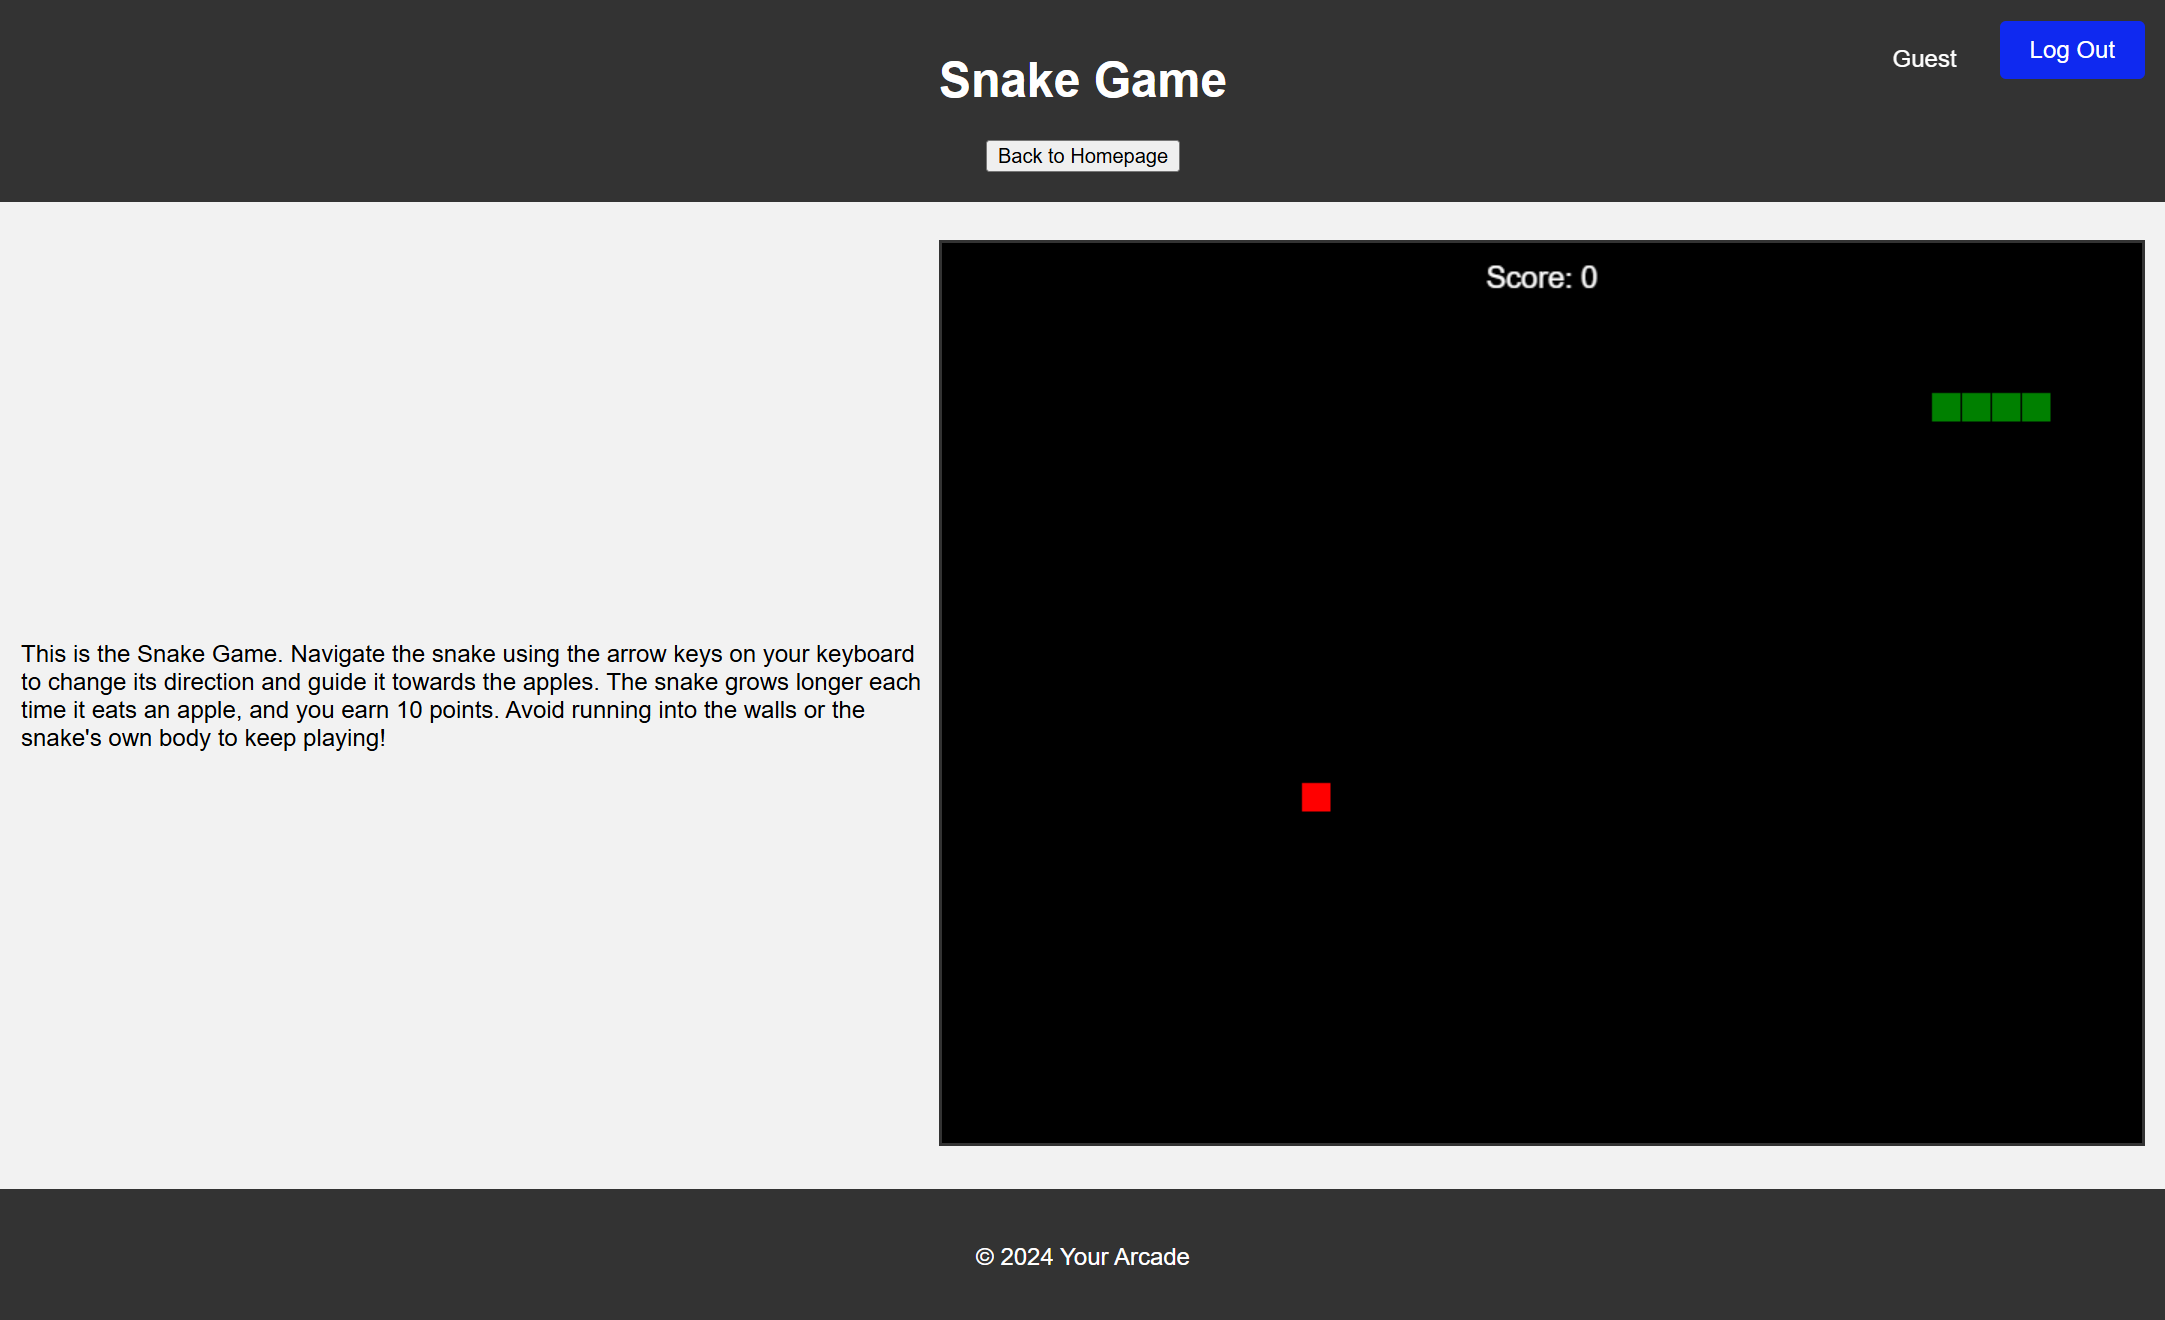 Snake Game
Guest
Log Out
Back to Homepage
Score: 0
This is the Snake Game. Navigate the snake using the arrow keys on your keyboard
to change its direction and guide it towards the apples. The snake grows longer each
time it eats an apple, and you earn 10 points. Avoid running into the walls or the
snake's own body to keep playing!
© 2024 Your Arcade